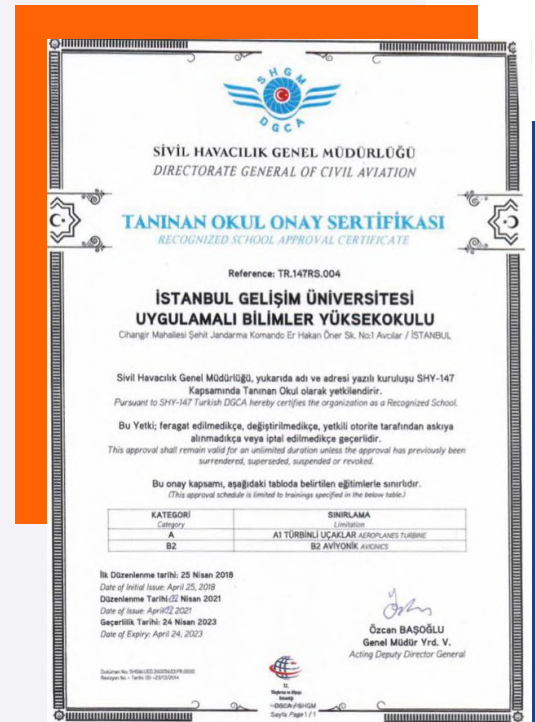 SHGM
DGCA
SİVİL HAVACILIK GENEL MÜDÜRLÜĞÜ
DIRECTORATE GENERAL OF CIVIL AVIATION
TANINAN OKUL ONAY SERTİFİKASI
RECOGNIZED SCHOOL APPROVAL CERTIFICATE
Reference: TR.147RS.004
İSTANBUL GELİŞİM ÜNİVERSİTESİ
UYGULAMALI BİLİMLER YÜKSEKOKULU
Cihangir Mahallesi Şehit Jandarma Komando Er Hakan Öner Sk. No:1 Avcılar / İSTANBUL
Sivil Havacılık Genel Müdürlüğü, yukarıda adı ve adresi yazılı kuruluşu SHY-147
Kapsamında Tanınan Okul olarak yetkilendirir.
Pursuant to SHY-147 Turkish DGCA hereby certifies the organization as a Recognized School.
Bu Yetki; feragat edilmedikçe, değiştirilmedikçe, yetkili otorite tarafından askıya
alınmadıkça veya iptal edilmedikçe geçerlidir.
This approval shall remain valid for an unlimited duration unless the approval has previously been
surrendered, superseded, suspended or revoked.
Bu onay kapsamı, aşağıdaki tabloda belirtilen eğitimlerle sınırlıdır.
(This approval schedule is limited to trainings specified in the below table.)
KATEGORİ SINIRLAMA
Category Limitation
A A1 TÜRBİNLİ UÇAKLAR AEROPLANES TURBINE
B2 B2 AVİYONİK AVIONICS
İlk Düzenlenme tarihi: 25 Nisan 2018
Date of Initial Issue: April 25, 2018
Düzenlenme Tarihi: Nisan 2021
Date of Issue: April 2021
Geçerlilik Tarihi: 24 Nisan 2023
Date of Expiry: April 24, 2023
Özcan BAŞOĞLU
Genel Müdür Yrd. V.
Acting Deputy Director General
DGCA / SHGM
Sayfa Page 1 / 1